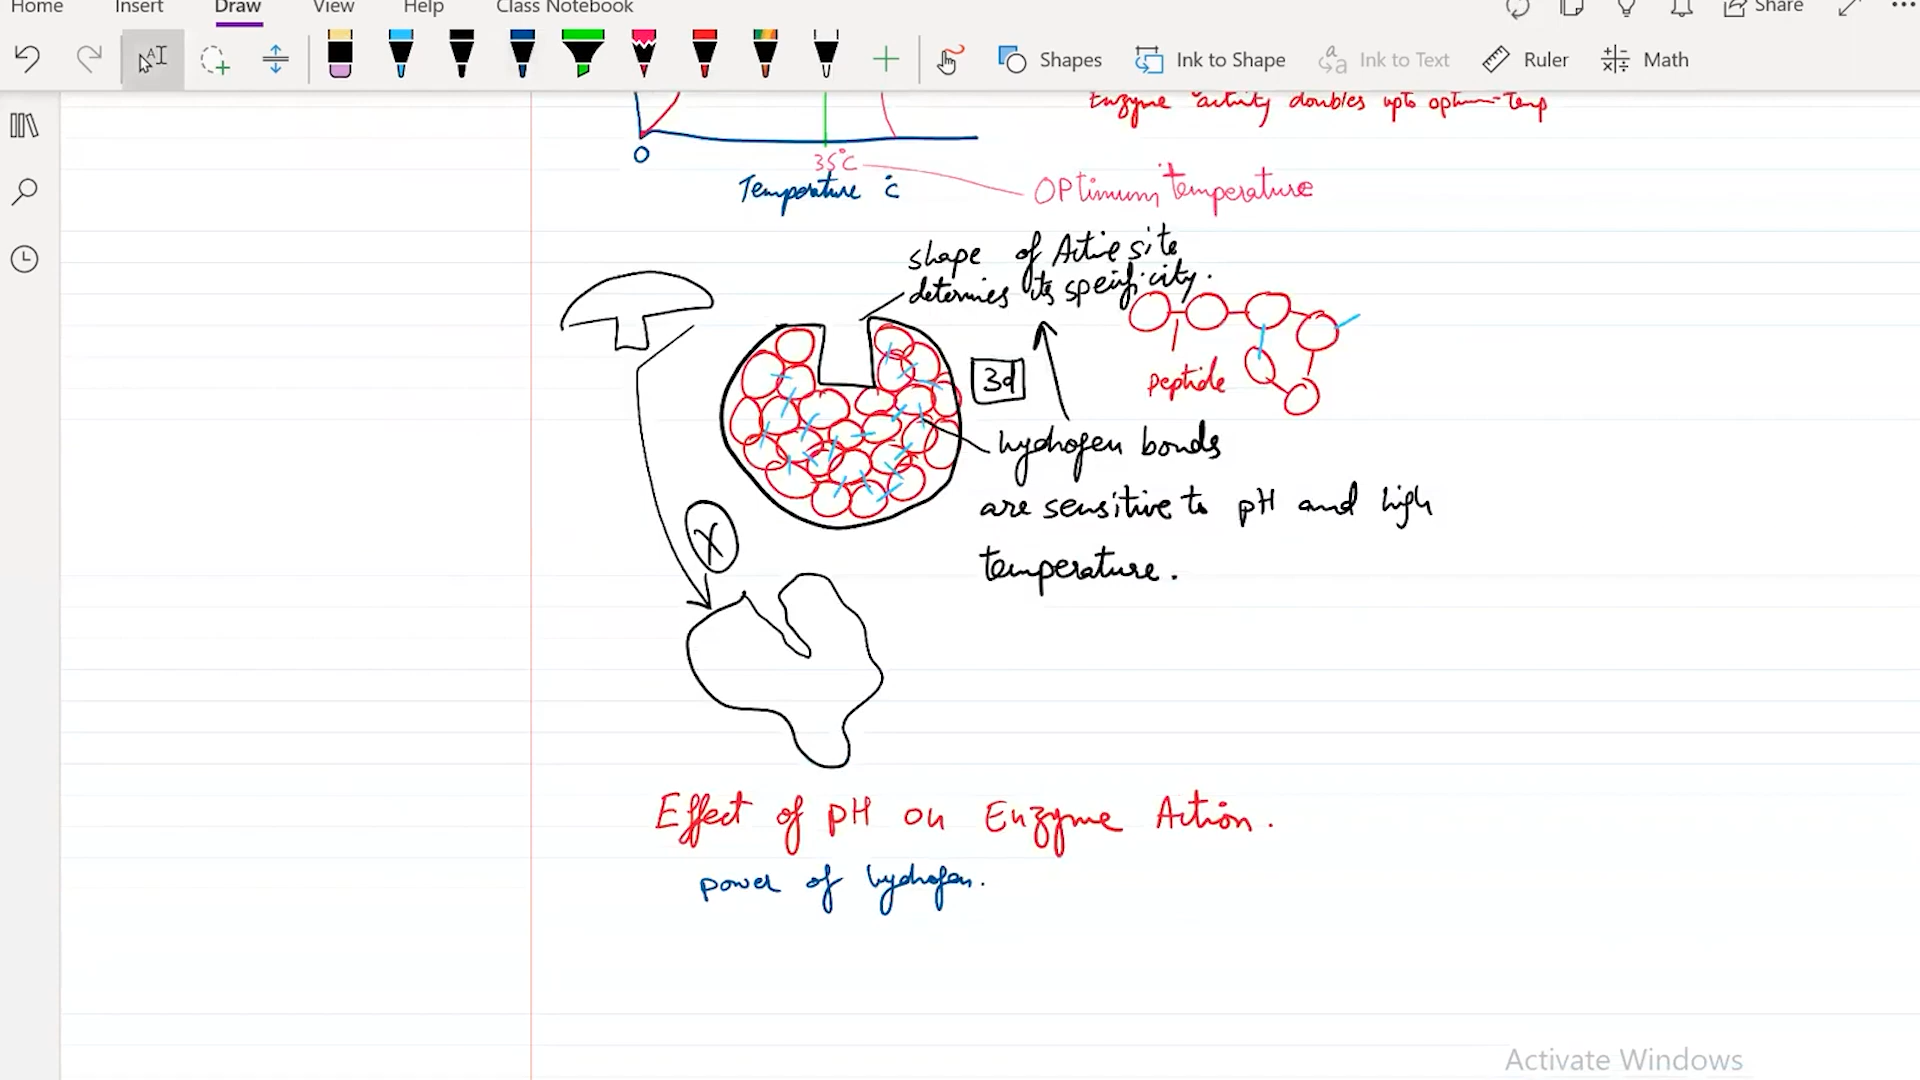 Home Insert Draw View Help Class Notebook Share
Shapes Ink to Shape Ink to Text Ruler Math
Enzyme activity doubles upto optm-Temp
0
35°C
Temperature °c OPtimum temperature
shape of Active site
determies its specificity.
3d
peptide
hydrogen bonds
are sensitive to pH and high
temperature.
X
Effect of pH on Enzyme Action.
power of hydrogen.
Activate Windows